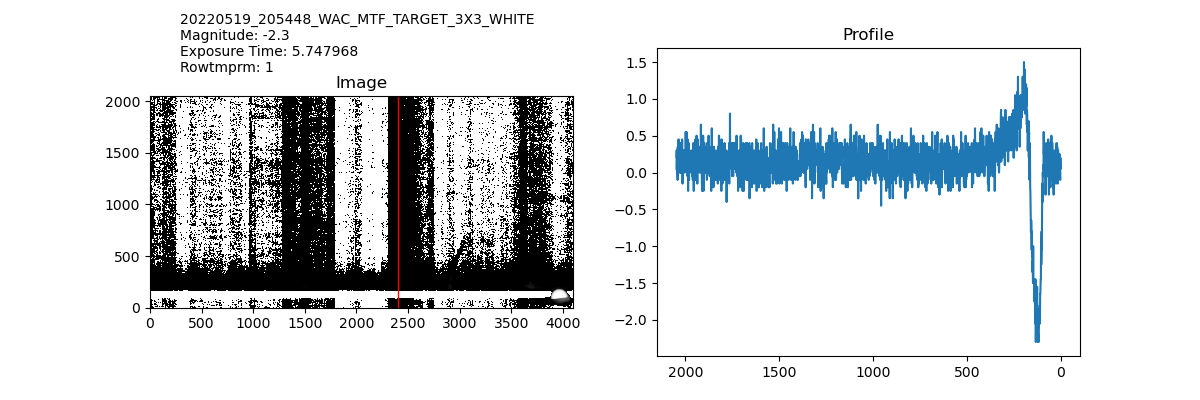 20220519_205448_WAC_MTF_TARGET_3X3_WHITE
Magnitude: -2.3
Exposure Time: 5.747968
Rowtmprm: 1
Image
2000
1500
1000
500
0
0 500 1000 1500 2000 2500 3000 3500 4000
Profile
1.5
1.0
0.5
0.0
−0.5
−1.0
−1.5
−2.0
2000 1500 1000 500 0